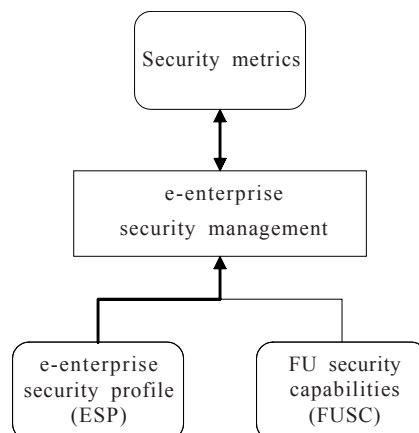 Security metrics
e-enterprise
security management
e-enterprise
security profile
(ESP)
FU security
capabilities
(FUSC)